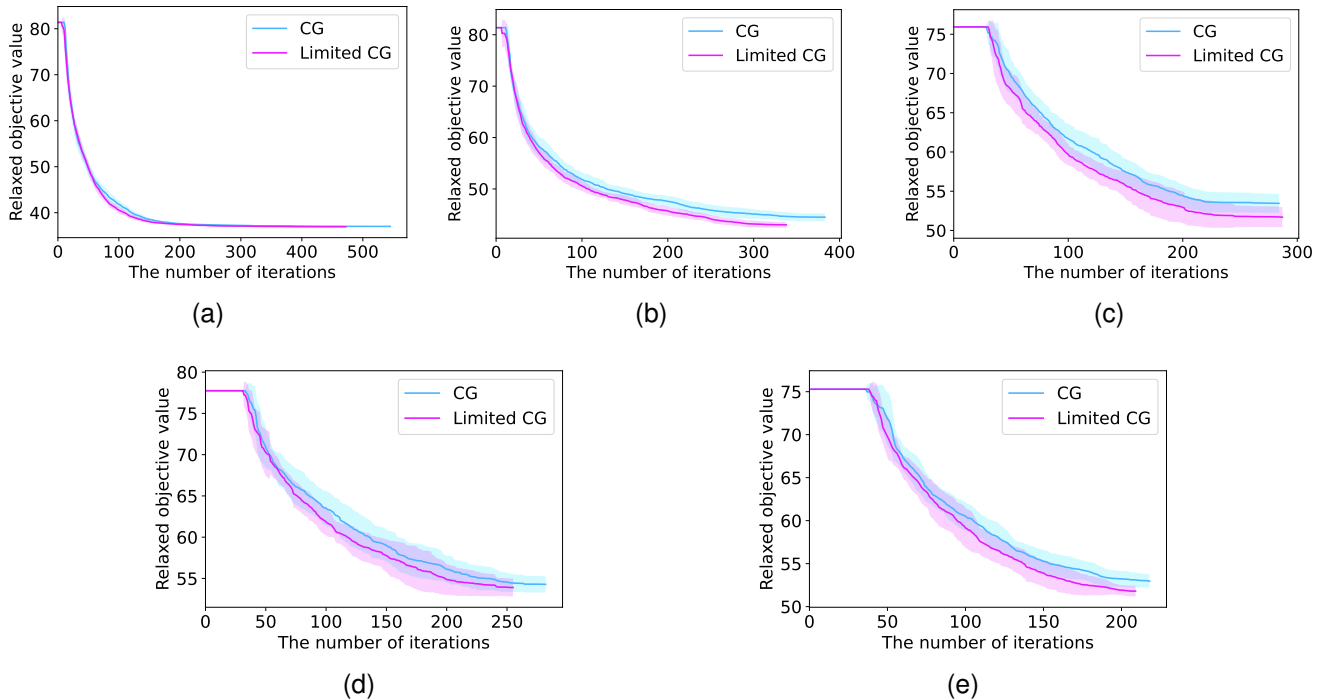 Relaxed objective value
80
70
60
50
40
0 100 200 300 400 500
The number of iterations
CG
Limited CG
(a)
Relaxed objective value
80
70
60
50
0 100 200 300 400
The number of iterations
CG
Limited CG
(b)
Relaxed objective value
75
70
65
60
55
50
0 100 200 300
The number of iterations
CG
Limited CG
(c)
Relaxed objective value
80
75
70
65
60
55
0 50 100 150 200 250
The number of iterations
CG
Limited CG
(d)
Relaxed objective value
75
70
65
60
55
50
0 50 100 150 200
The number of iterations
CG
Limited CG
(e)